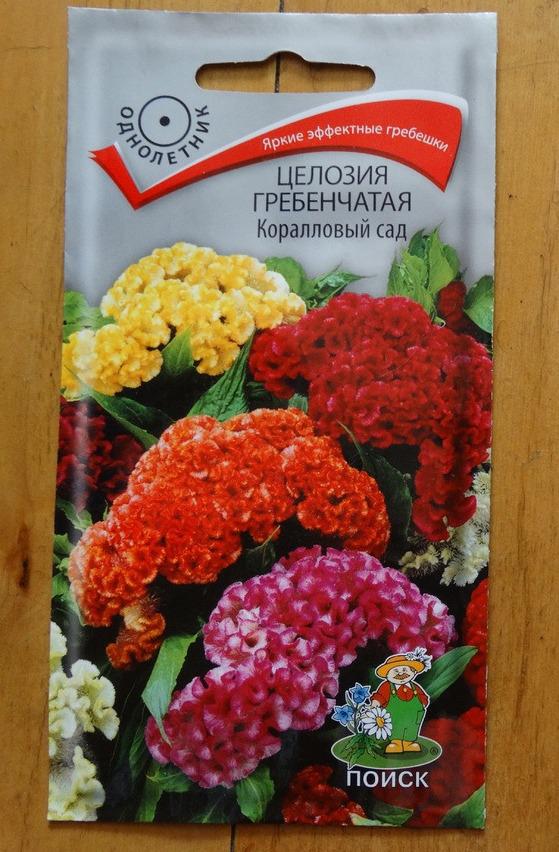 ОДНОЛЕТНИК
Яркие эффектные гребешки
ЦЕЛОЗИЯ
ГРЕБЕНЧАТАЯ
Коралловый сад
ПОИСК
®